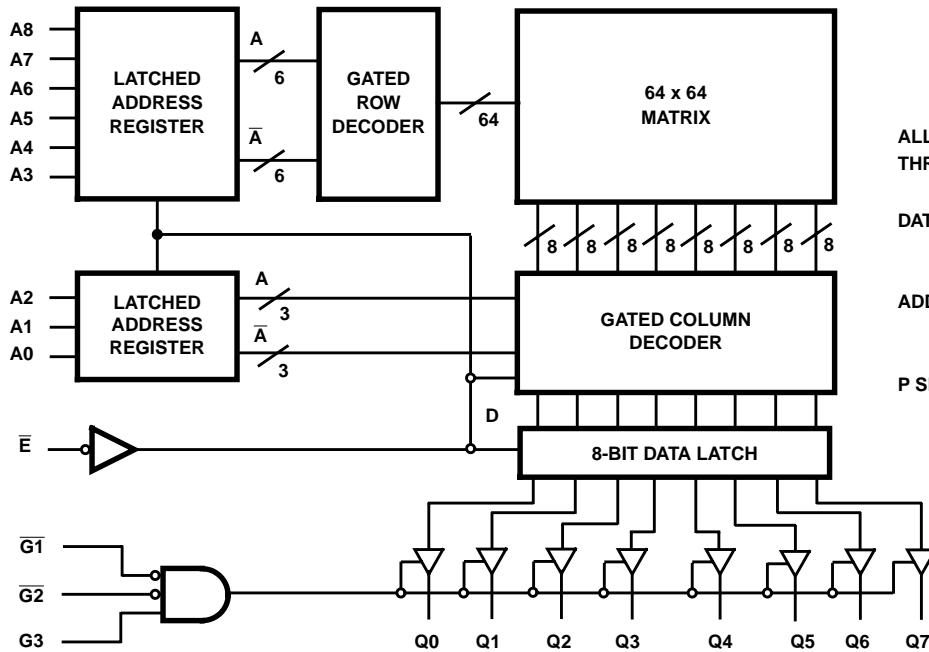 A8
A7
A6
A5
A4
A3
LATCHED
ADDRESS
REGISTER
A
6
A̅
6
GATED
ROW
DECODER
64
64 x 64
MATRIX
8 8 8 8 8 8 8 8
A2
A1
A0
LATCHED
ADDRESS
REGISTER
A
3
A̅
3
GATED COLUMN
DECODER
D
E̅
8-BIT DATA LATCH
G1̅
G2̅
G3
Q0 Q1 Q2 Q3 Q4 Q5 Q6 Q7
ALL
DAT
P